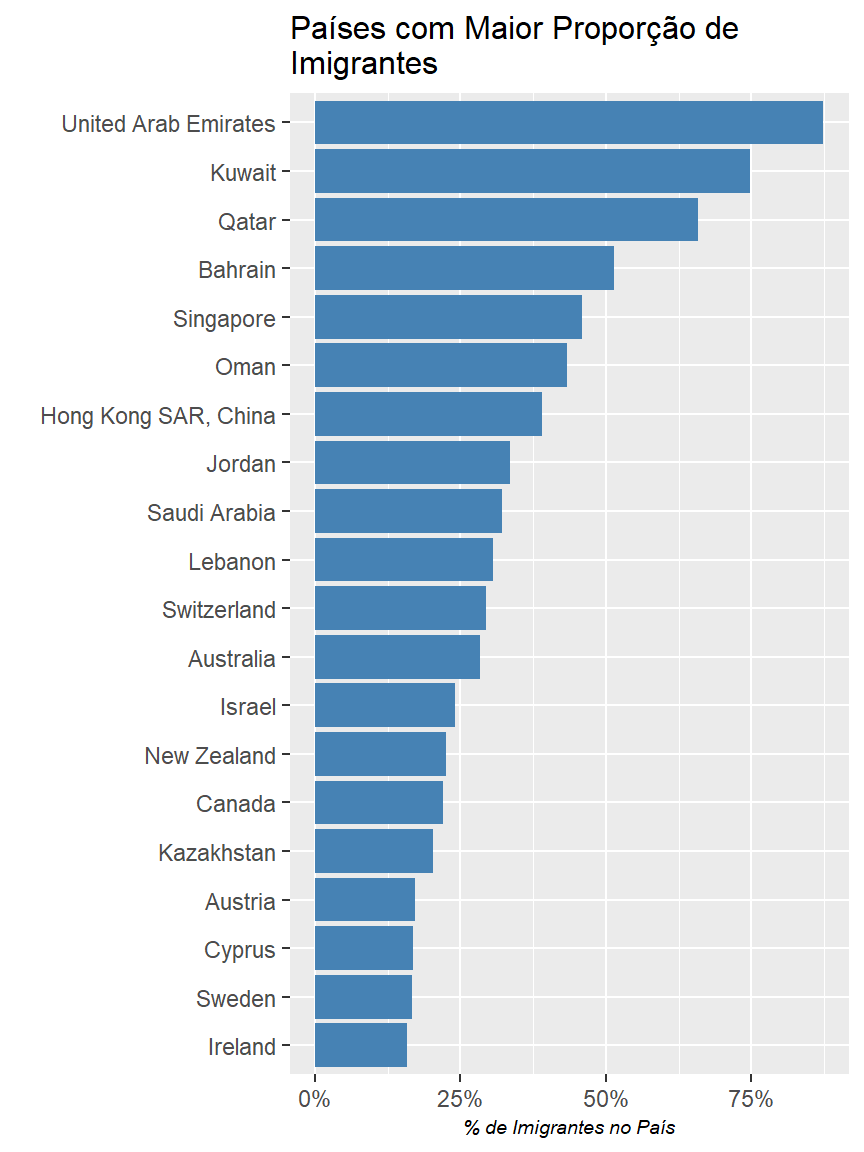 Países com Maior Proporção de
Imigrantes
United Arab Emirates
Kuwait
Qatar
Bahrain
Singapore
Oman
Hong Kong SAR, China
Jordan
Saudi Arabia
Lebanon
Switzerland
Australia
Israel
New Zealand
Canada
Kazakhstan
Austria
Cyprus
Sweden
Ireland
0% 25% 50% 75%
% de Imigrantes no País